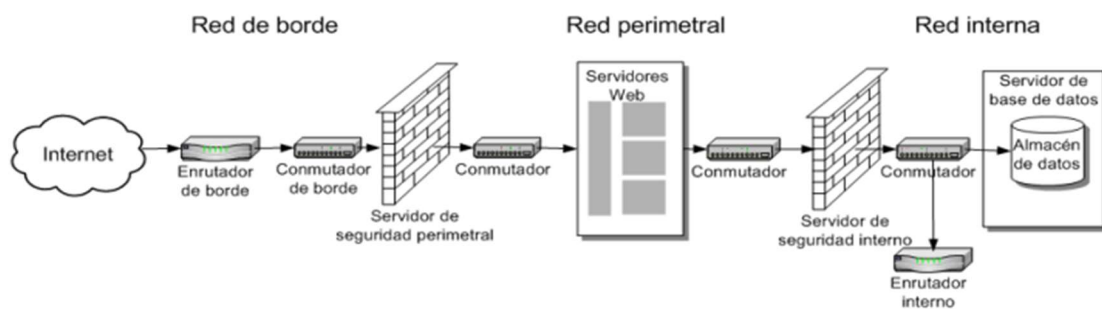 Red de borde
Red perimetral
Red interna
Internet
Enrutador
de borde
Conmutador
de borde
Servidor de
seguridad perimetral
Conmutador
Servidores
Web
Conmutador
Servidor de
seguridad interno
Conmutador
Enrutador
interno
Servidor de
base de datos
Almacén
de datos